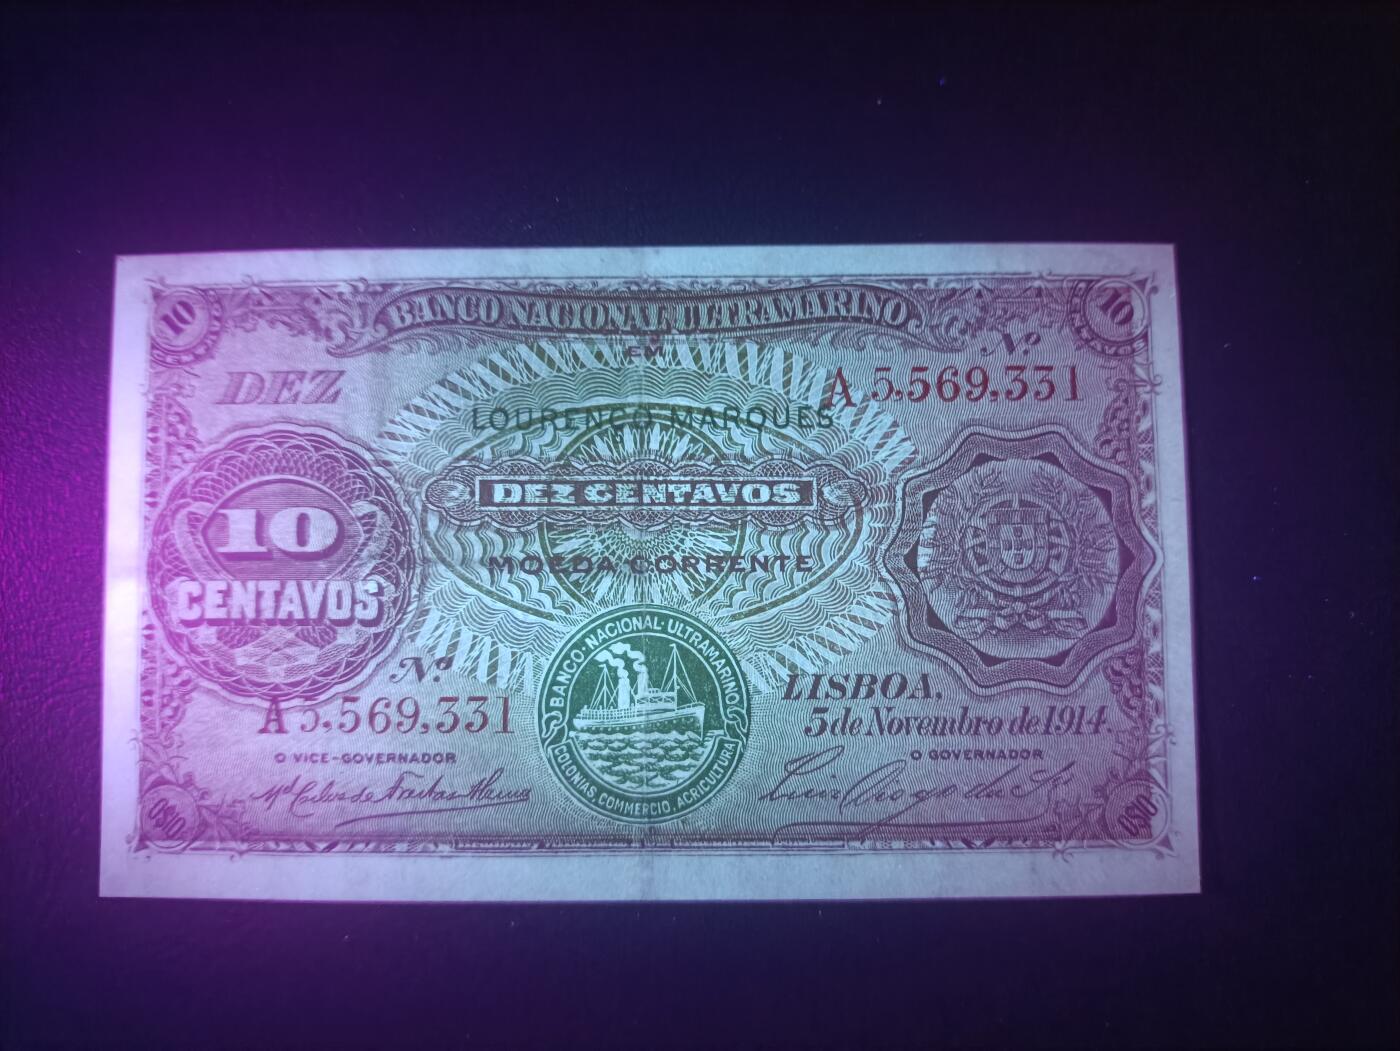 10
10
BANCO NACIONAL ULTRAMARINO
EM
Nº
DEZ
A 5,569,331
LOURENÇO MARQUES
DEZ CENTAVOS
10
CENTAVOS
MOEDA CORRENTE
BANCO·NACIONAL·ULTRAMARINO
COLONIAS, COMMERCIO, AGRICULTURA
Nº
A 5,569,331
LISBOA,
5 de Novembro de 1914.
O VICE-GOVERNADOR
O GOVERNADOR
0$10
0$10